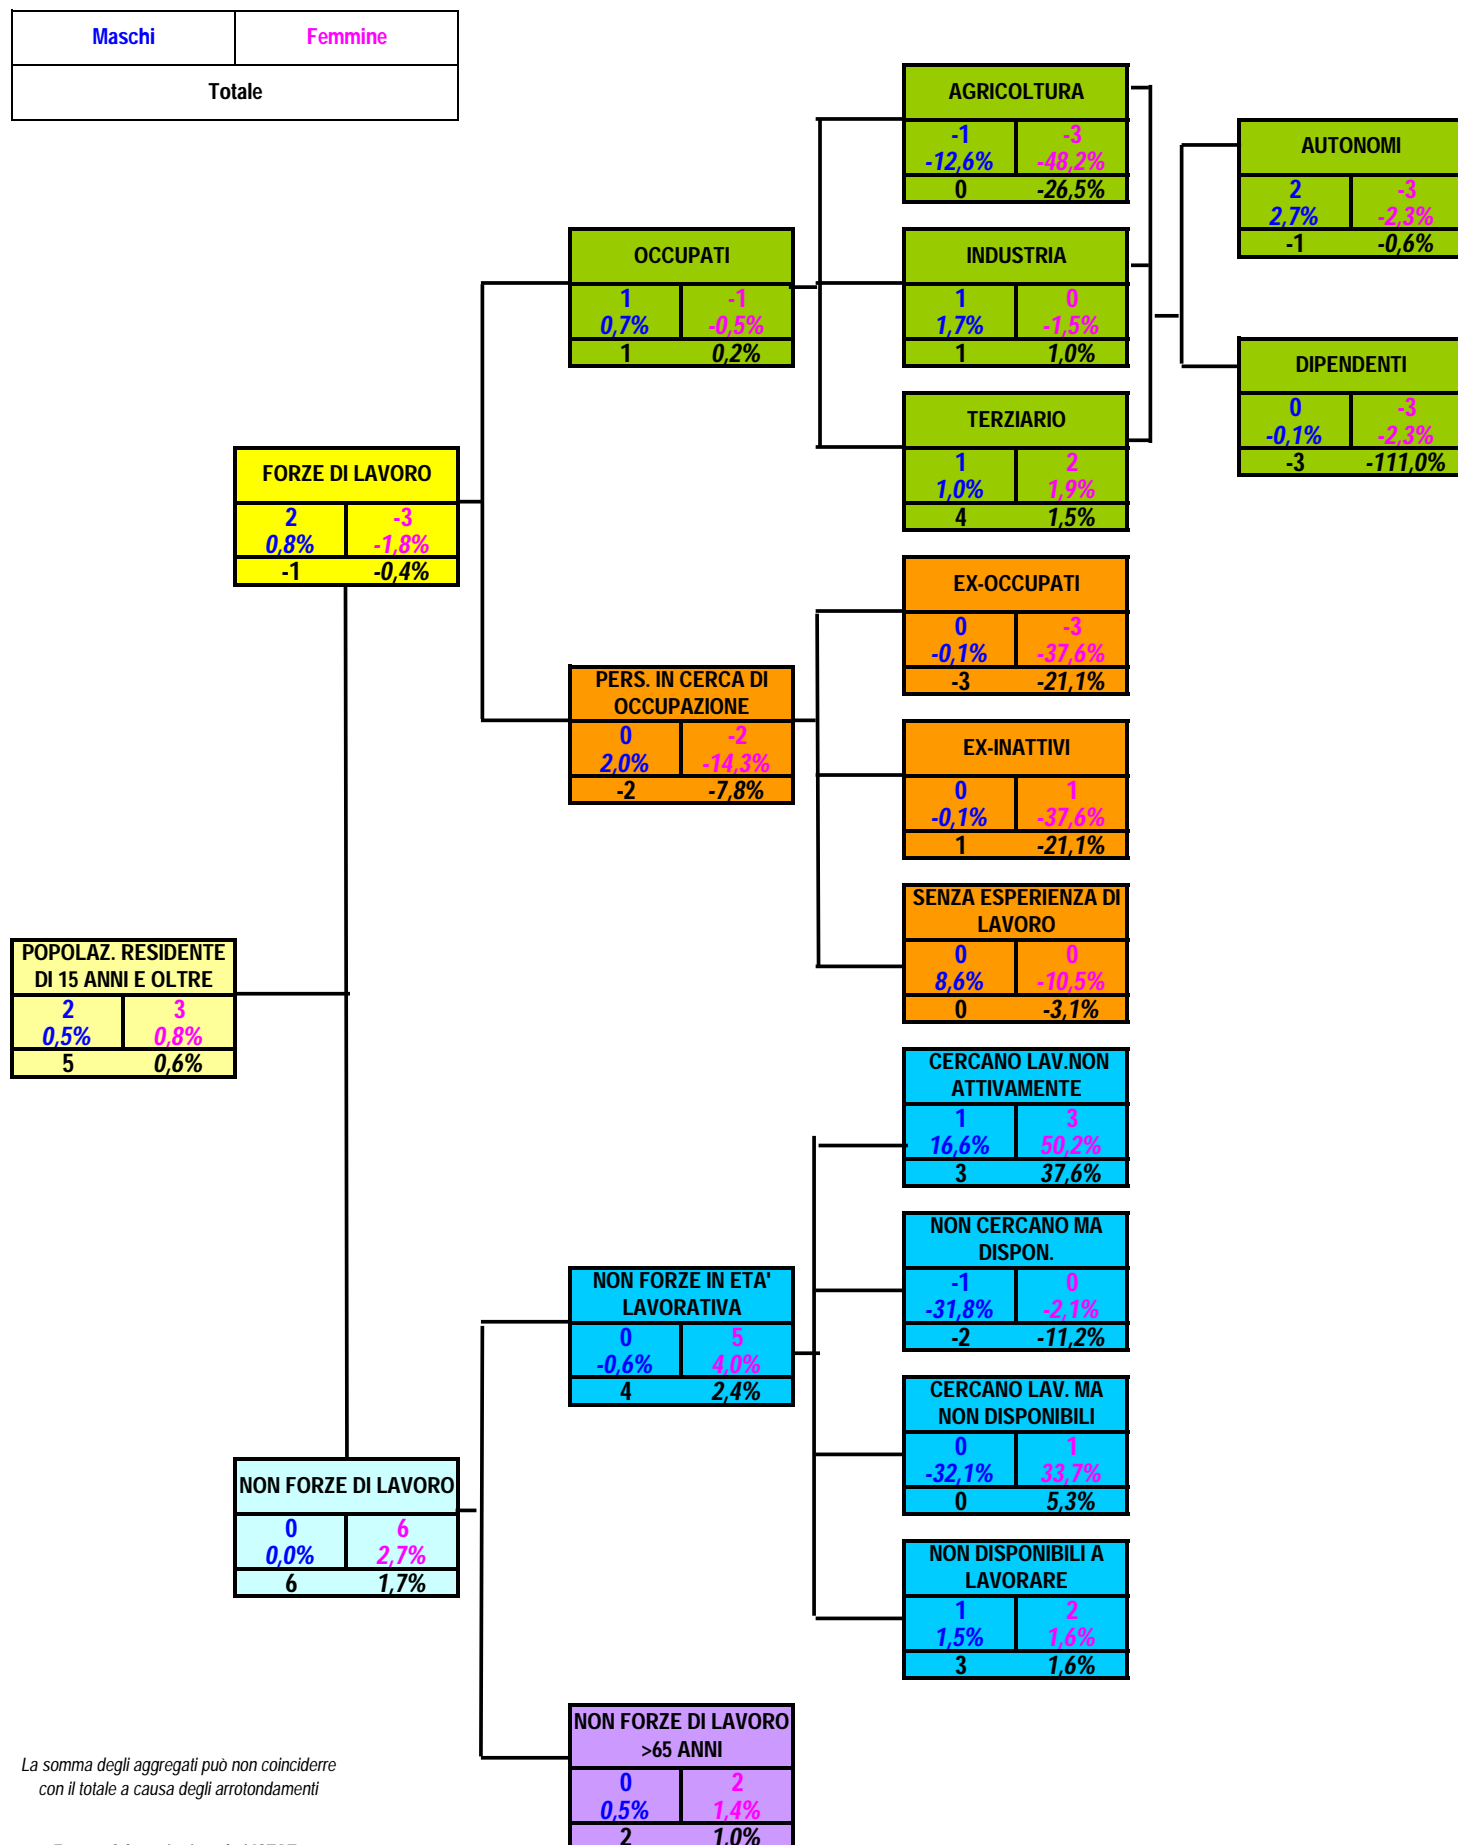 Maschi Femmine
Totale
AGRICOLTURA
-1 -3
-12,6% -48,2%
0 -26,5%
AUTONOMI
2 -3
2,7% -2,3%
-1 -0,6%
OCCUPATI
1 -1
0,7% -0,5%
1 0,2%
INDUSTRIA
1 0
1,7% -1,5%
1 1,0%
DIPENDENTI
0 -3
-0,1% -2,3%
-3 -111,0%
TERZIARIO
1 2
1,0% 1,9%
4 1,5%
FORZE DI LAVORO
2 -3
0,8% -1,8%
-1 -0,4%
EX-OCCUPATI
0 -3
-0,1% -37,6%
-3 -21,1%
PERS. IN CERCA DI
OCCUPAZIONE
0 -2
2,0% -14,3%
-2 -7,8%
EX-INATTIVI
0 1
-0,1% -37,6%
1 -21,1%
SENZA ESPERIENZA DI
LAVORO
0 0
8,6% -10,5%
0 -3,1%
POPOLAZ. RESIDENTE
DI 15 ANNI E OLTRE
2 3
0,5% 0,8%
5 0,6%
CERCANO LAV.NON
ATTIVAMENTE
1 3
16,6% 50,2%
3 37,6%
NON CERCANO MA
DISPON.
-1 0
-31,8% -2,1%
-2 -11,2%
NON FORZE IN ETA'
LAVORATIVA
0 5
-0,6% 4,0%
4 2,4%
CERCANO LAV. MA
NON DISPONIBILI
0 1
-32,1% 33,7%
0 5,3%
NON FORZE DI LAVORO
0 6
0,0% 2,7%
6 1,7%
NON DISPONIBILI A
LAVORARE
1 2
1,5% 1,6%
3 1,6%
NON FORZE DI LAVORO
>65 ANNI
0 2
0,5% 1,4%
2 1,0%
La somma degli aggregati può non coinciderre
con il totale a causa degli arrotondamenti